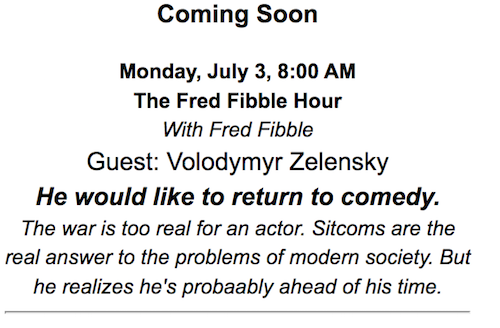 Coming Soon
Monday, July 3, 8:00 AM
The Fred Fibble Hour
With Fred Fibble
Guest: Volodymyr Zelensky
He would like to return to comedy.
The war is too real for an actor. Sitcoms are the
real answer to the problems of modern society. But
he realizes he's probaably ahead of his time.